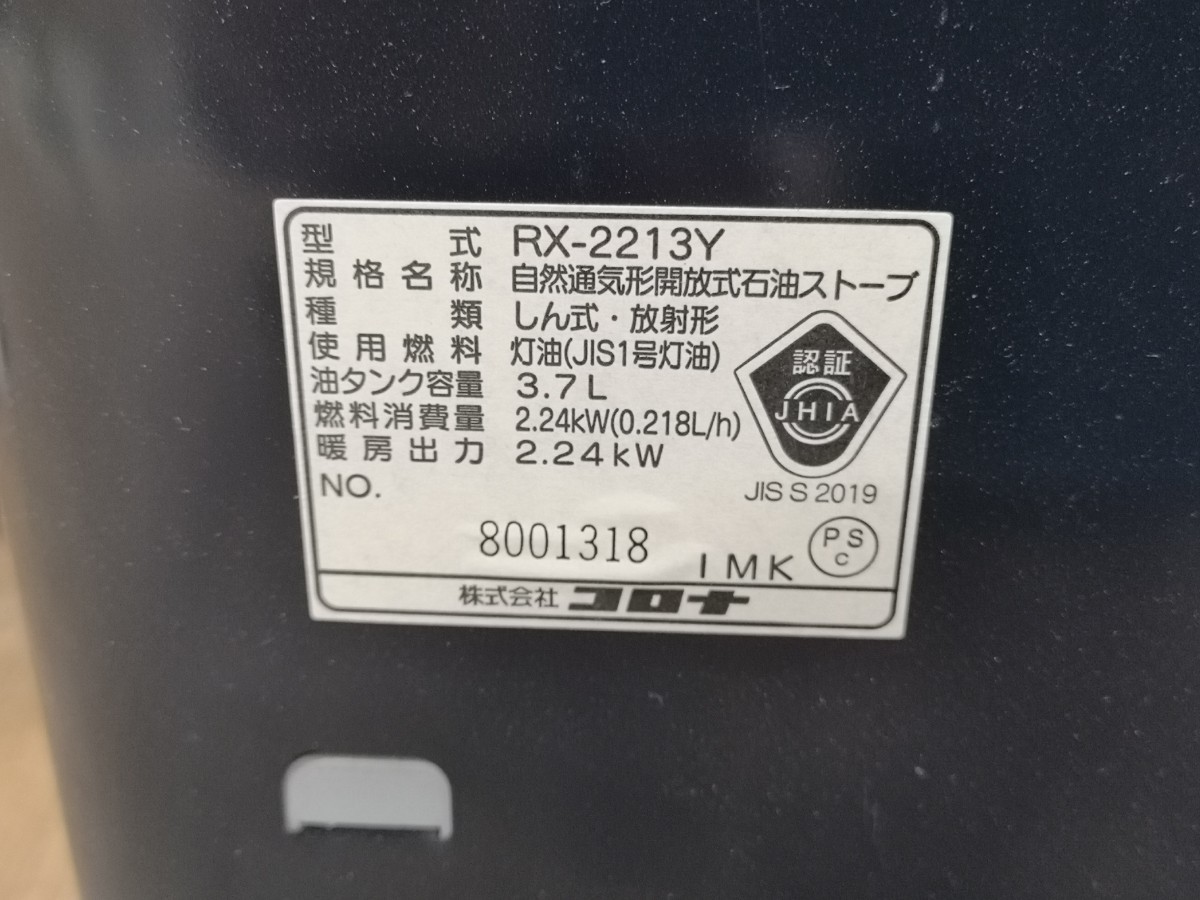 型式 RX-2213Y
規格名称 自然通気形開放式石油ストーブ
種類 しん式・放射形
使用燃料 灯油(JIS1号灯油)
油タンク容量 3.7L
燃料消費量 2.24kW(0.218L/h)
暖房出力 2.24kW
認証
JHIA
JIS S 2019
NO.
8001318
IMK
PS
C
株式会社 コロナ